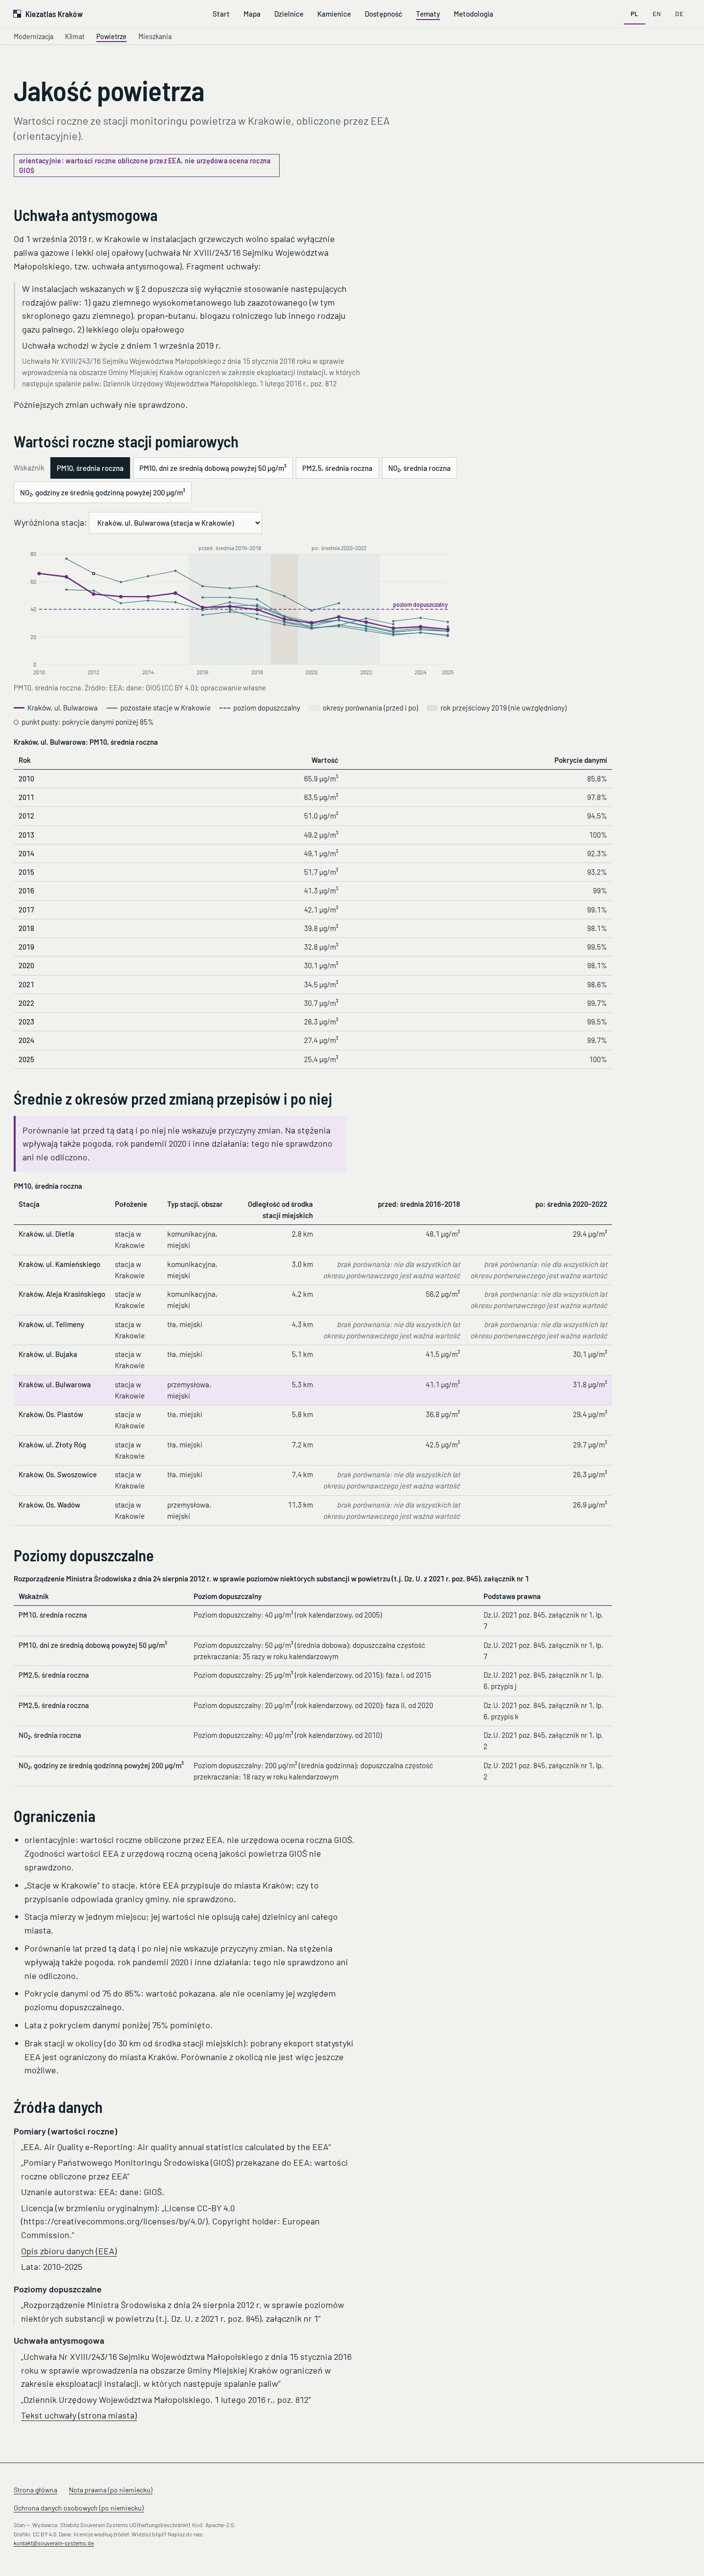 Kiezatlas Kraków
Start Mapa Dzielnice Kamienice Dostępność Tematy Metodologia
PL EN DE
Modernizacja Klimat Powietrze Mieszkania
Jakość powietrza
Wartości roczne ze stacji monitoringu powietrza w Krakowie, obliczone przez EEA
(orientacyjnie).
orientacyjnie: wartości roczne obliczone przez EEA, nie urzędowa ocena roczna
GIOŚ
Uchwała antysmogowa
Od 1 września 2019 r. w Krakowie w instalacjach grzewczych wolno spalać wyłącznie
paliwa gazowe i lekki olej opałowy (uchwała Nr XVIII/243/16 Sejmiku Województwa
Małopolskiego, tzw. uchwała antysmogowa). Fragment uchwały:
W instalacjach wskazanych w § 2 dopuszcza się wyłącznie stosowanie następujących
rodzajów paliw: 1) gazu ziemnego wysokometanowego lub zaazotowanego (w tym
skroplonego gazu ziemnego), propan-butanu, biogazu rolniczego lub innego rodzaju
gazu palnego, 2) lekkiego oleju opałowego
Uchwała wchodzi w życie z dniem 1 września 2019 r.
Uchwała Nr XVIII/243/16 Sejmiku Województwa Małopolskiego z dnia 15 stycznia 2016 roku w sprawie
wprowadzenia na obszarze Gminy Miejskiej Kraków ograniczeń w zakresie eksploatacji instalacji, w których
następuje spalanie paliw; Dziennik Urzędowy Województwa Małopolskiego, 1 lutego 2016 r., poz. 812
Późniejszych zmian uchwały nie sprawdzono.
Wartości roczne stacji pomiarowych
Wskaźnik PM10, średnia roczna PM10, dni ze średnią dobową powyżej 50 µg/m³ PM2,5, średnia roczna NO₂, średnia roczna
NO₂, godziny ze średnią godzinną powyżej 200 µg/m³
Wyróżniona stacja: Kraków, ul. Bulwarowa (stacja w Krakowie)
przed: średnia 2016–2018 po: średnia 2020–2022
80
60
40
20
0
poziom dopuszczalny
2010 2012 2014 2016 2018 2020 2022 2024 2025
PM10, średnia roczna. Źródło: EEA; dane: GIOŚ (CC BY 4.0); opracowanie własne
Kraków, ul. Bulwarowa pozostałe stacje w Krakowie poziom dopuszczalny okresy porównania (przed i po) rok przejściowy 2019 (nie uwzględniony)
punkt pusty: pokrycie danymi poniżej 85%
Kraków, ul. Bulwarowa: PM10, średnia roczna
Rok Wartość Pokrycie danymi
2010 65,9 µg/m³ 85,8%
2011 63,5 µg/m³ 97,8%
2012 51,0 µg/m³ 94,5%
2013 49,2 µg/m³ 100%
2014 49,1 µg/m³ 92,3%
2015 51,7 µg/m³ 93,2%
2016 41,3 µg/m³ 99%
2017 42,1 µg/m³ 99,1%
2018 39,8 µg/m³ 98,1%
2019 32,8 µg/m³ 99,5%
2020 30,1 µg/m³ 98,1%
2021 34,5 µg/m³ 98,6%
2022 30,7 µg/m³ 99,7%
2023 26,3 µg/m³ 99,5%
2024 27,4 µg/m³ 99,7%
2025 25,4 µg/m³ 100%
Średnie z okresów przed zmianą przepisów i po niej
Porównanie lat przed tą datą i po niej nie wskazuje przyczyny zmian. Na stężenia
wpływają także pogoda, rok pandemii 2020 i inne działania; tego nie sprawdzono
ani nie odliczono.
PM10, średnia roczna
Stacja Położenie Typ stacji, obszar Odległość od środka przed: średnia 2016–2018 po: średnia 2020–2022
stacji miejskich
Kraków, ul. Dietla stacja w komunikacyjna, 2,8 km 48,1 µg/m³ 29,4 µg/m³
Krakowie miejski
Kraków, ul. Kamieńskiego stacja w komunikacyjna, 3,0 km brak porównania: nie dla wszystkich lat brak porównania: nie dla wszystkich lat
Krakowie miejski okresu porównawczego jest ważna wartość okresu porównawczego jest ważna wartość
Kraków, Aleja Krasińskiego stacja w komunikacyjna, 4,2 km 56,2 µg/m³ brak porównania: nie dla wszystkich lat
Krakowie miejski okresu porównawczego jest ważna wartość
Kraków, ul. Telimeny stacja w tła, miejski 4,3 km brak porównania: nie dla wszystkich lat brak porównania: nie dla wszystkich lat
Krakowie okresu porównawczego jest ważna wartość okresu porównawczego jest ważna wartość
Kraków, ul. Bujaka stacja w tła, miejski 5,1 km 41,5 µg/m³ 30,1 µg/m³
Krakowie
Kraków, ul. Bulwarowa stacja w przemysłowa, 5,3 km 41,1 µg/m³ 31,8 µg/m³
Krakowie miejski
Kraków, Os. Piastów stacja w tła, miejski 5,8 km 36,8 µg/m³ 29,4 µg/m³
Krakowie
Kraków, ul. Złoty Róg stacja w tła, miejski 7,2 km 42,5 µg/m³ 29,7 µg/m³
Krakowie
Kraków, Os. Swoszowice stacja w tła, miejski 7,4 km brak porównania: nie dla wszystkich lat 26,3 µg/m³
Krakowie okresu porównawczego jest ważna wartość
Kraków, Os. Wadów stacja w przemysłowa, 11,3 km brak porównania: nie dla wszystkich lat 26,9 µg/m³
Krakowie miejski okresu porównawczego jest ważna wartość
Poziomy dopuszczalne
Rozporządzenie Ministra Środowiska z dnia 24 sierpnia 2012 r. w sprawie poziomów niektórych substancji w powietrzu (t.j. Dz. U. z 2021 r. poz. 845), załącznik nr 1
Wskaźnik Poziom dopuszczalny Podstawa prawna
PM10, średnia roczna Poziom dopuszczalny: 40 µg/m³ (rok kalendarzowy, od 2005) Dz.U. 2021 poz. 845, załącznik nr 1, lp.
7
PM10, dni ze średnią dobową powyżej 50 µg/m³ Poziom dopuszczalny: 50 µg/m³ (średnia dobowa); dopuszczalna częstość Dz.U. 2021 poz. 845, załącznik nr 1, lp.
przekraczania: 35 razy w roku kalendarzowym 7
PM2,5, średnia roczna Poziom dopuszczalny: 25 µg/m³ (rok kalendarzowy, od 2015); faza I, od 2015 Dz.U. 2021 poz. 845, załącznik nr 1, lp.
6, przypis j
PM2,5, średnia roczna Poziom dopuszczalny: 20 µg/m³ (rok kalendarzowy, od 2020); faza II, od 2020 Dz.U. 2021 poz. 845, załącznik nr 1, lp.
6, przypis k
NO₂, średnia roczna Poziom dopuszczalny: 40 µg/m³ (rok kalendarzowy, od 2010) Dz.U. 2021 poz. 845, załącznik nr 1, lp.
2
NO₂, godziny ze średnią godzinną powyżej 200 µg/m³ Poziom dopuszczalny: 200 µg/m³ (średnia godzinna); dopuszczalna częstość Dz.U. 2021 poz. 845, załącznik nr 1, lp.
przekraczania: 18 razy w roku kalendarzowym 2
Ograniczenia
orientacyjnie: wartości roczne obliczone przez EEA, nie urzędowa ocena roczna GIOŚ.
Zgodności wartości EEA z urzędową roczną oceną jakości powietrza GIOŚ nie
sprawdzono.
„Stacje w Krakowie” to stacje, które EEA przypisuje do miasta Kraków; czy to
przypisanie odpowiada granicy gminy, nie sprawdzono.
Stacja mierzy w jednym miejscu; jej wartości nie opisują całej dzielnicy ani całego
miasta.
Porównanie lat przed tą datą i po niej nie wskazuje przyczyny zmian. Na stężenia
wpływają także pogoda, rok pandemii 2020 i inne działania; tego nie sprawdzono ani
nie odliczono.
Pokrycie danymi od 75 do 85%: wartość pokazana, ale nie oceniamy jej względem
poziomu dopuszczalnego.
Lata z pokryciem danymi poniżej 75% pominięto.
Brak stacji w okolicy (do 30 km od środka stacji miejskich): pobrany eksport statystyki
EEA jest ograniczony do miasta Kraków. Porównanie z okolicą nie jest więc jeszcze
możliwe.
Źródła danych
Pomiary (wartości roczne)
„EEA, Air Quality e-Reporting: Air quality annual statistics calculated by the EEA”
„Pomiary Państwowego Monitoringu Środowiska (GIOŚ) przekazane do EEA; wartości
roczne obliczone przez EEA”
Uznanie autorstwa: EEA; dane: GIOŚ.
Licencja (w brzmieniu oryginalnym): „License CC-BY 4.0
(https://creativecommons.org/licenses/by/4.0/). Copyright holder: European
Commission.”
Opis zbioru danych (EEA)
Lata: 2010–2025
Poziomy dopuszczalne
„Rozporządzenie Ministra Środowiska z dnia 24 sierpnia 2012 r. w sprawie poziomów
niektórych substancji w powietrzu (t.j. Dz. U. z 2021 r. poz. 845), załącznik nr 1”
Uchwała antysmogowa
„Uchwała Nr XVIII/243/16 Sejmiku Województwa Małopolskiego z dnia 15 stycznia 2016
roku w sprawie wprowadzenia na obszarze Gminy Miejskiej Kraków ograniczeń w
zakresie eksploatacji instalacji, w których następuje spalanie paliw”
„Dziennik Urzędowy Województwa Małopolskiego, 1 lutego 2016 r., poz. 812”
Tekst uchwały (strona miasta)
Strona główna Nota prawna (po niemiecku)
Ochrona danych osobowych (po niemiecku)
Stan –. Wydawca: Stiebitz Souverain Systems UG (haftungsbeschränkt). Kod: Apache-2.0.
Grafiki: CC BY 4.0. Dane: licencje według źródeł. Widzisz błąd? Napisz do nas:
kontakt@souverain-systems.de